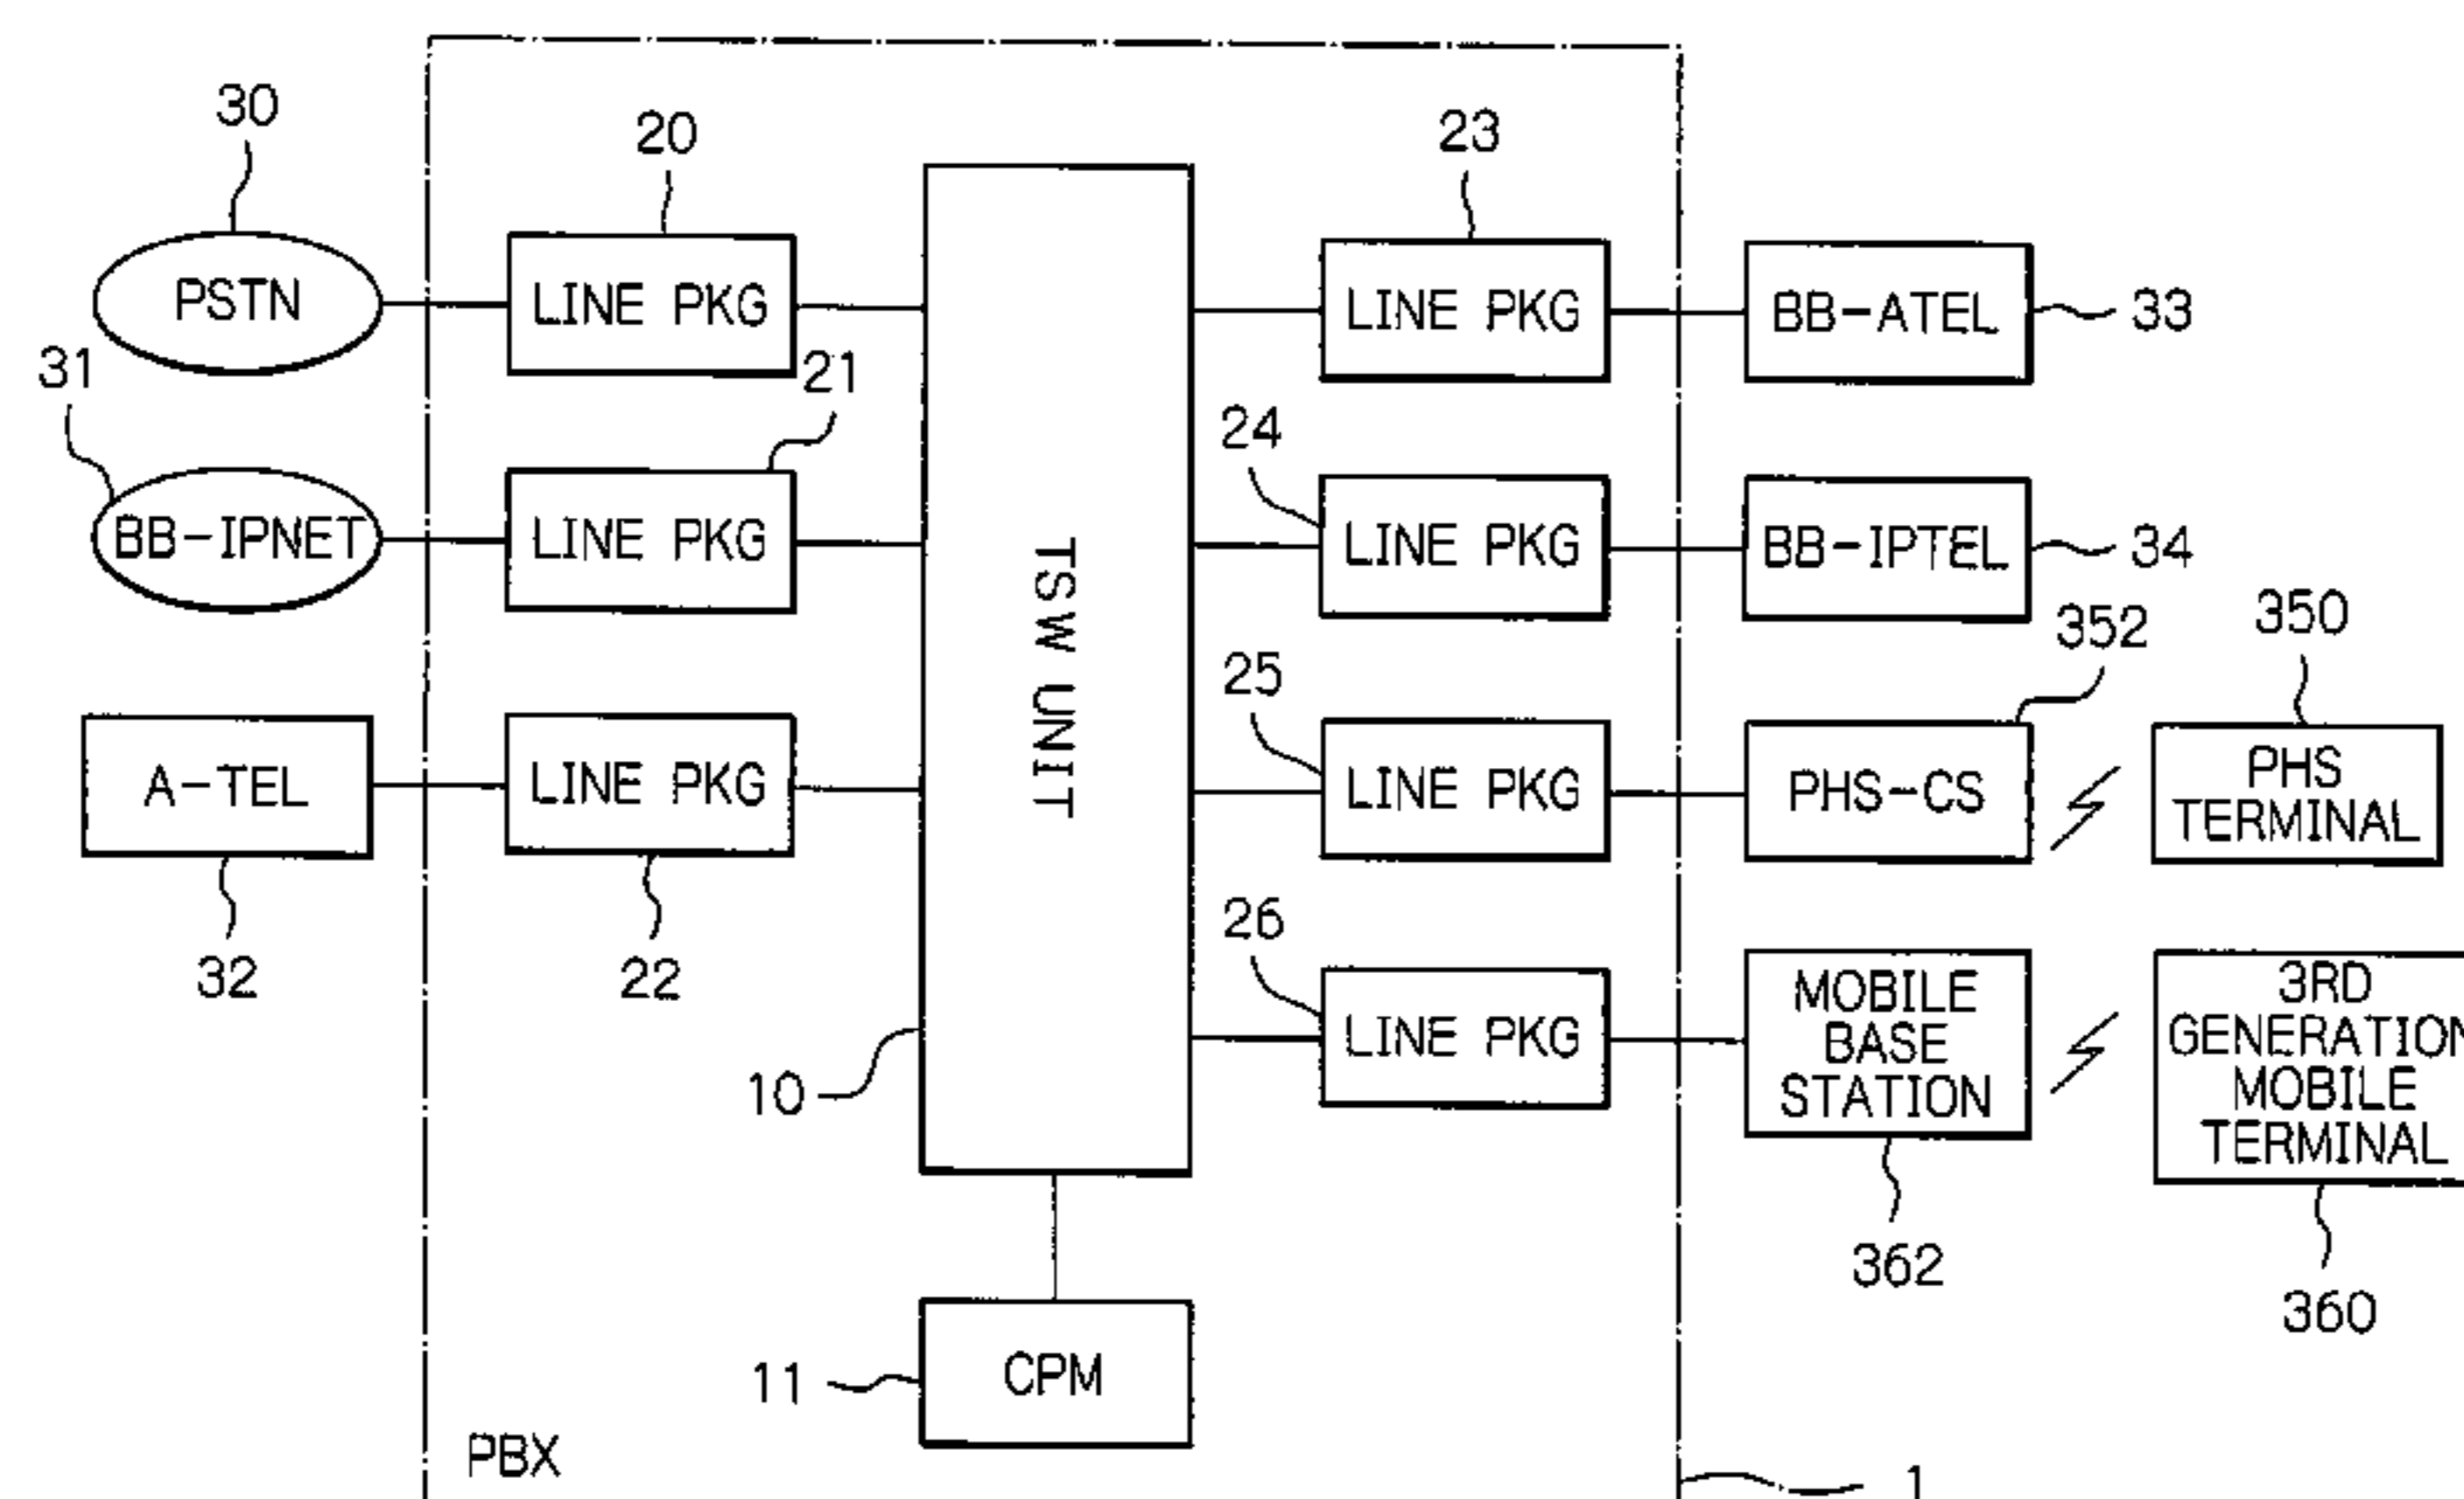 30
20
23
PSTN
LINE PKG
LINE PKG
BB-ATEL
33
31
21
24
BB-IPNET
LINE PKG
TSW UNIT
LINE PKG
BB-IPTEL
34
352
350
25
A-TEL
LINE PKG
LINE PKG
PHS-CS
PHS
TERMINAL
32
22
26
10
LINE PKG
MOBILE
BASE
STATION
3RD
GENERATION
MOBILE
TERMINAL
362
360
11
CPM
PBX
1